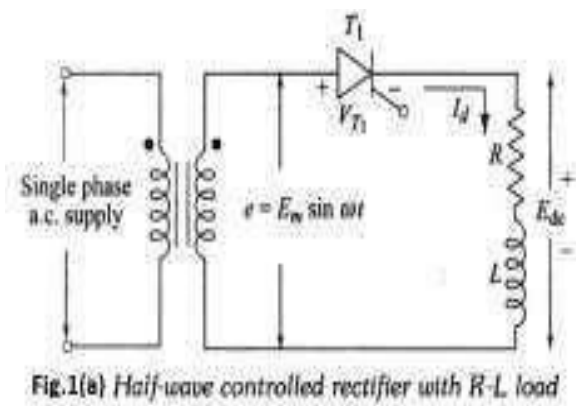 T1
+ −
VT1
Id
R
Single phase
a.c. supply
e = Em sin ωt
+
Edc
−
L
Fig.1(a) Half-wave controlled rectifier with R-L load